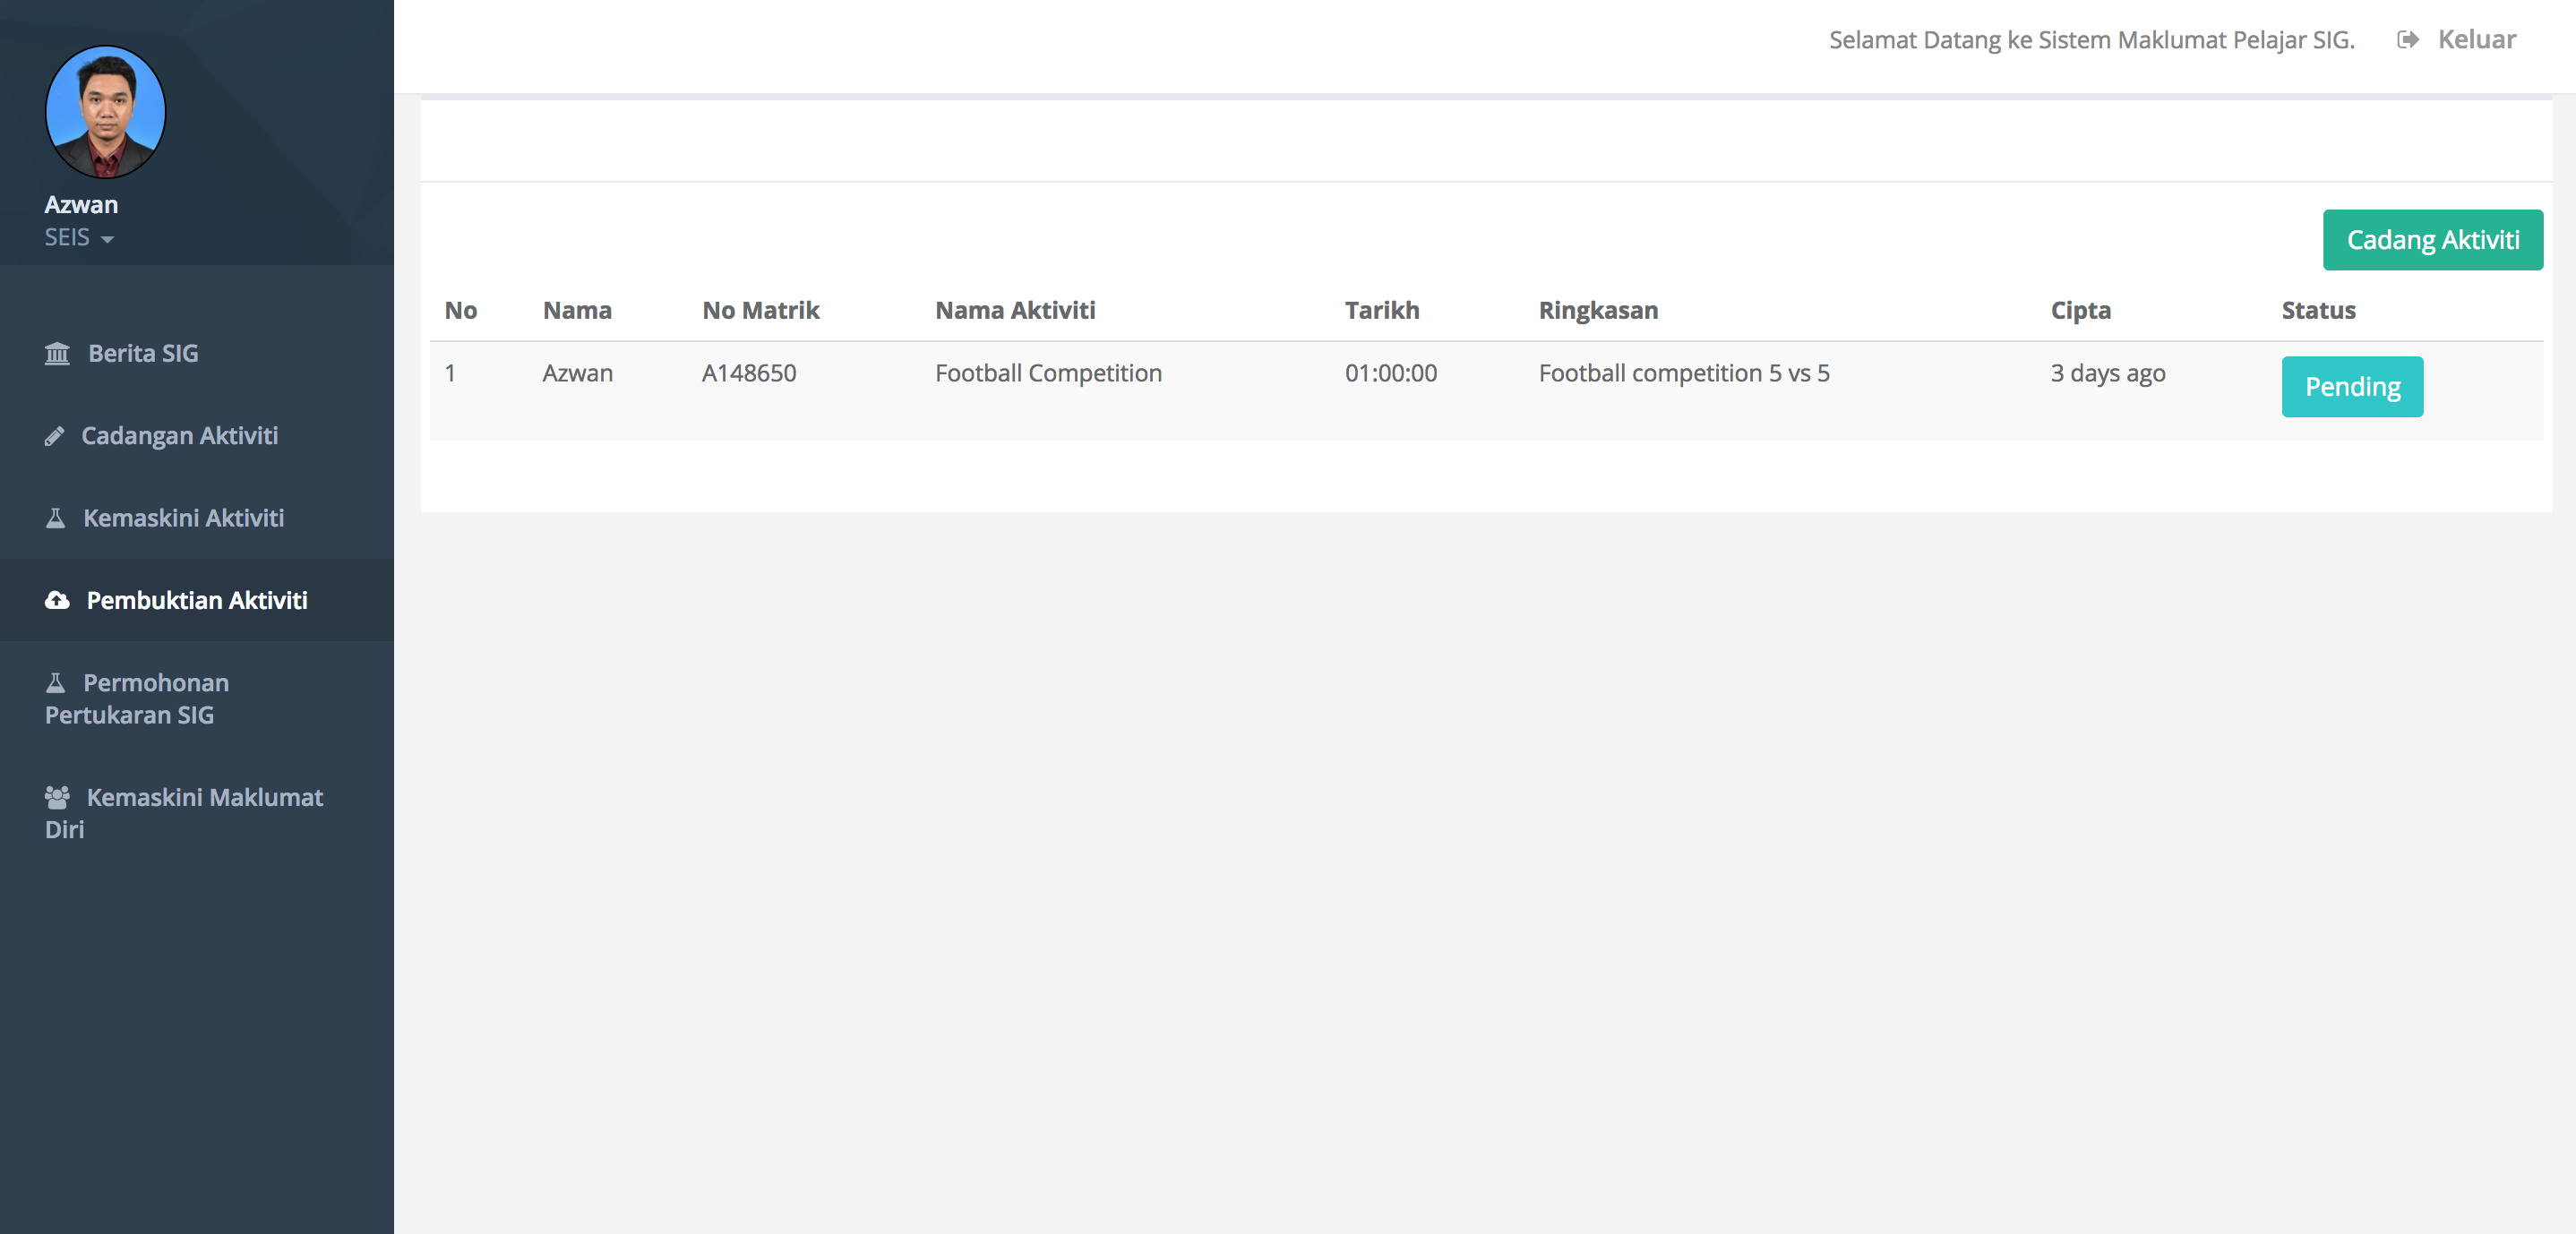 Selamat Datang ke Sistem Maklumat Pelajar SIG. Keluar
Azwan
SEIS
Berita SIG
Cadangan Aktiviti
Kemaskini Aktiviti
Pembuktian Aktiviti
Permohonan
Pertukaran SIG
Kemaskini Maklumat
Diri
Cadang Aktiviti
No Nama No Matrik Nama Aktiviti Tarikh Ringkasan Cipta Status
1 Azwan A148650 Football Competition 01:00:00 Football competition 5 vs 5 3 days ago Pending